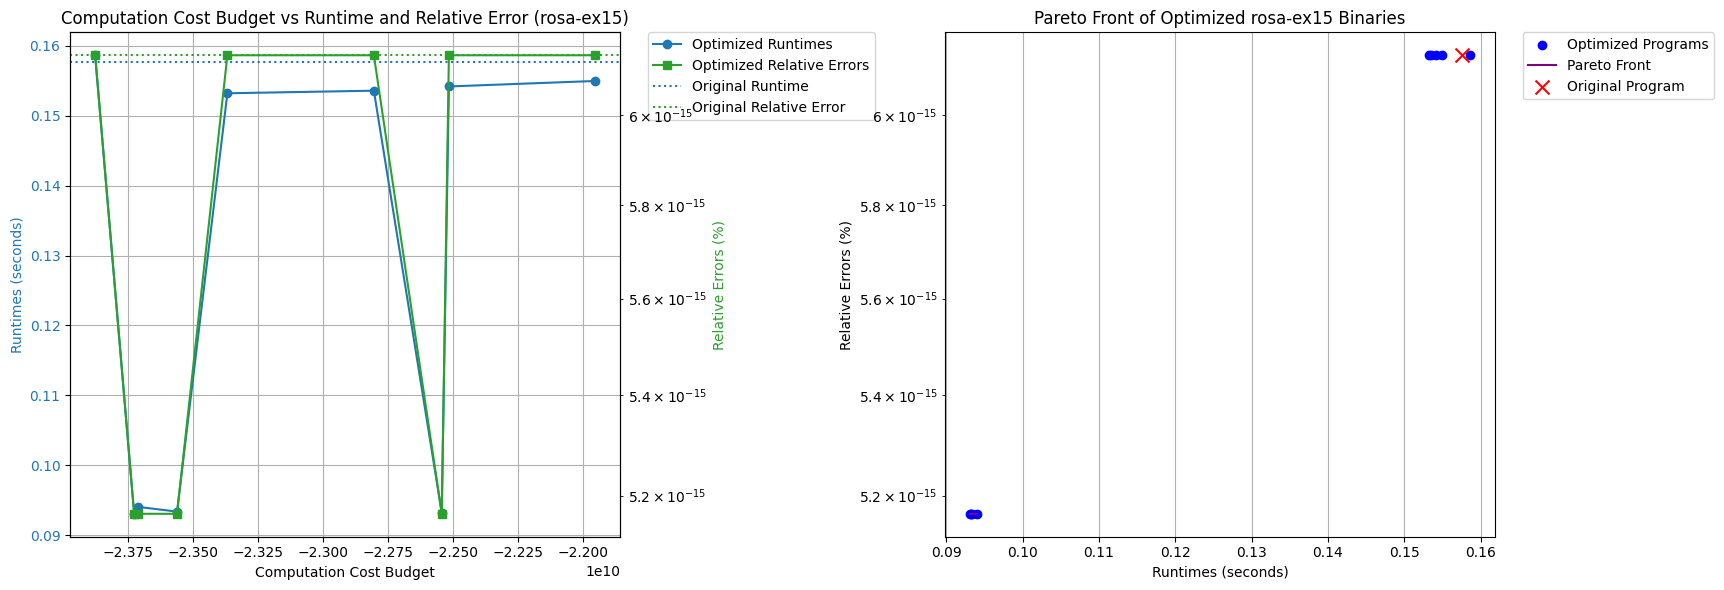 Computation Cost Budget vs Runtime and Relative Error (rosa-ex15)
Runtimes (seconds)
0.16
0.15
0.14
0.13
0.12
0.11
0.10
0.09
−2.375 −2.350 −2.325 −2.300 −2.275 −2.250 −2.225 −2.200
1e10
Computation Cost Budget
6 × 10⁻¹⁵
5.8 × 10⁻¹⁵
5.6 × 10⁻¹⁵
5.4 × 10⁻¹⁵
5.2 × 10⁻¹⁵
Relative Errors (%)
Optimized Runtimes
Optimized Relative Errors
Original Runtime
Original Relative Error
Pareto Front of Optimized rosa-ex15 Binaries
Relative Errors (%)
6 × 10⁻¹⁵
5.8 × 10⁻¹⁵
5.6 × 10⁻¹⁵
5.4 × 10⁻¹⁵
5.2 × 10⁻¹⁵
0.09 0.10 0.11 0.12 0.13 0.14 0.15 0.16
Runtimes (seconds)
Optimized Programs
Pareto Front
Original Program